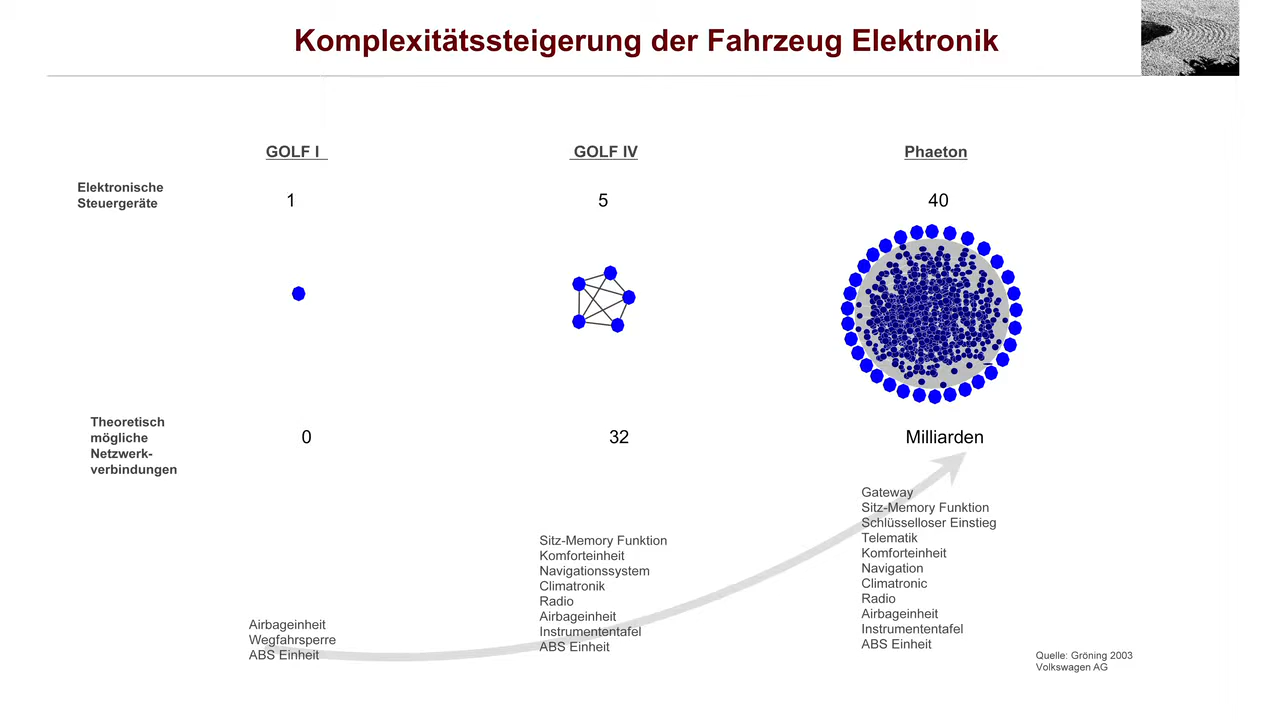 Komplexitätssteigerung der Fahrzeug Elektronik
GOLF I
GOLF IV
Phaeton
Elektronische
Steuergeräte
1
5
40
Theoretisch
mögliche
Netzwerk-
verbindungen
0
32
Milliarden
Airbageinheit
Wegfahrsperre
ABS Einheit
Sitz-Memory Funktion
Komforteinheit
Navigationssystem
Climatronik
Radio
Airbageinheit
Instrumententafel
ABS Einheit
Gateway
Sitz-Memory Funktion
Schlüsselloser Einstieg
Telematik
Komforteinheit
Navigation
Climatronic
Radio
Airbageinheit
Instrumententafel
ABS Einheit
Quelle: Gröning 2003
Volkswagen AG